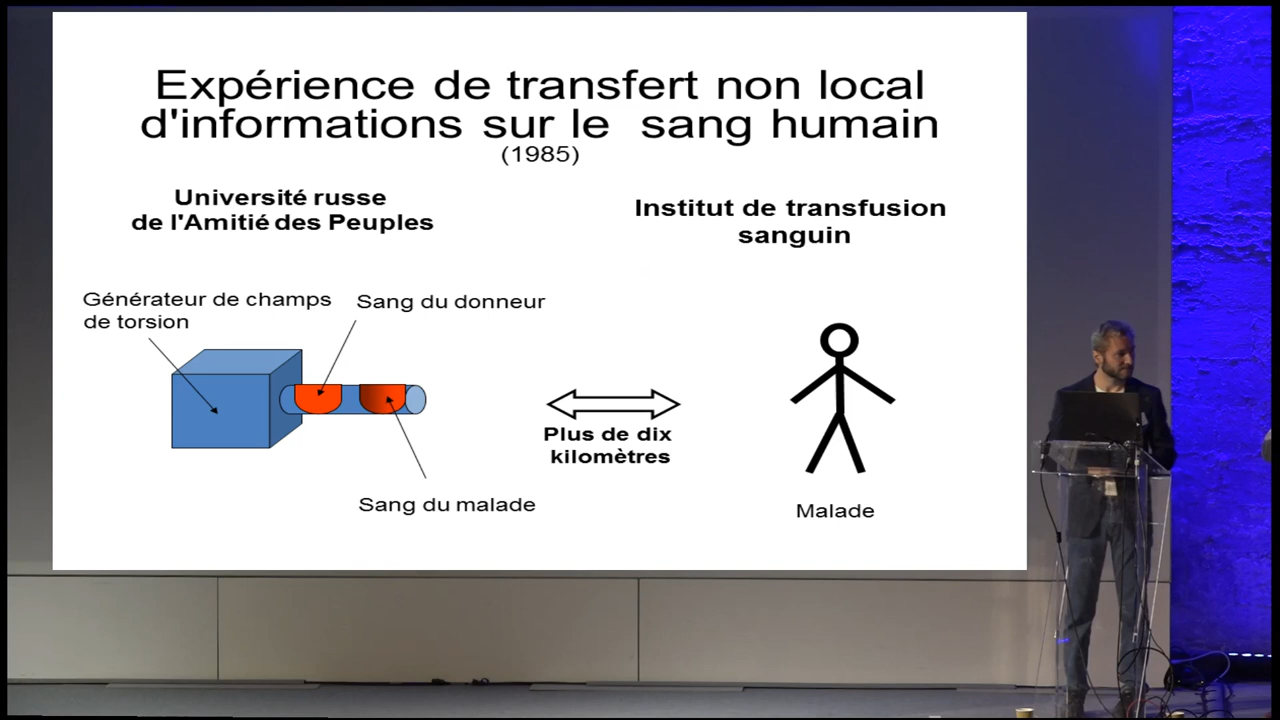 Expérience de transfert non local
d'informations sur le sang humain
(1985)
Université russe
de l'Amitié des Peuples
Institut de transfusion
sanguin
Générateur de champs
de torsion
Sang du donneur
Plus de dix
kilomètres
Sang du malade
Malade